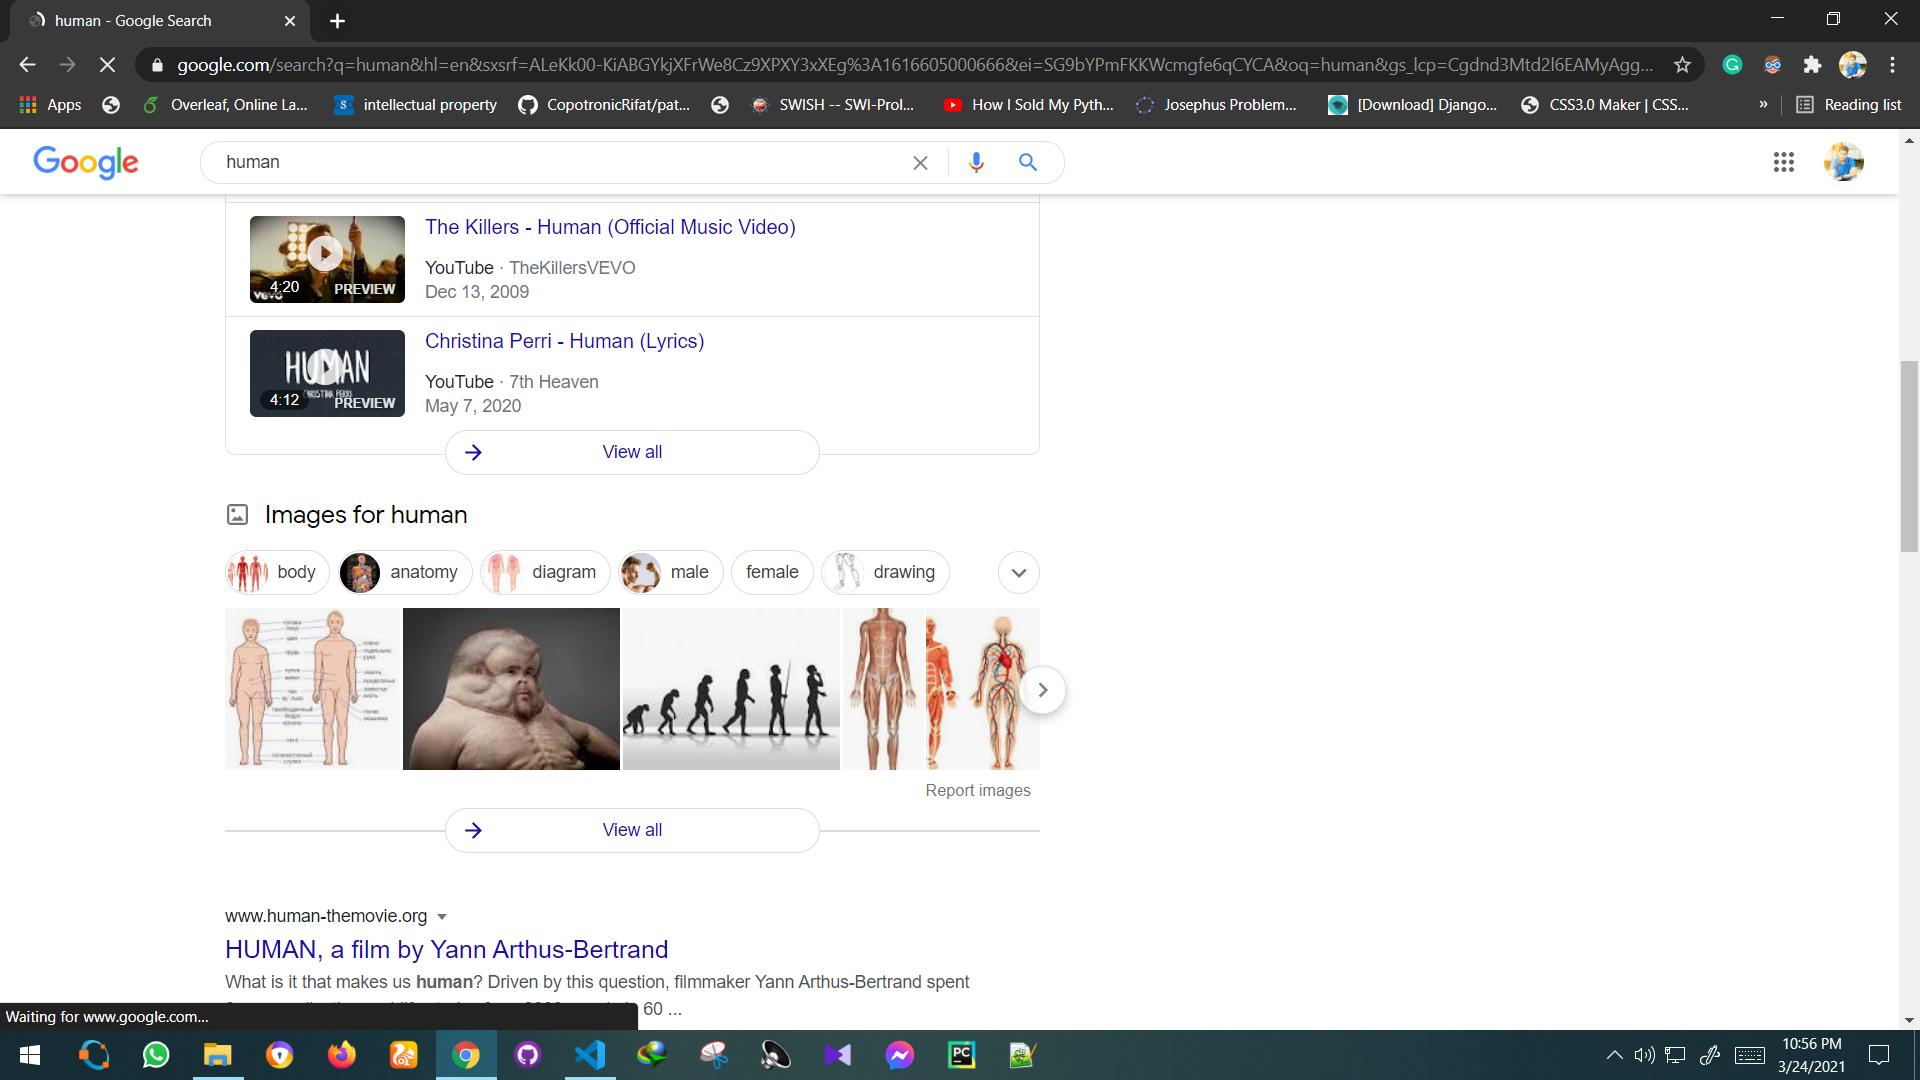 human - Google Search
google.com/search?q=human&hl=en&sxsrf=ALeKk00-KiABGYkjXFrWe8Cz9XPXY3xXEg%3A1616605000666&ei=SG9bYPmFKKWcmgfe6qCYCA&oq=human&gs_lcp=Cgdnd3Mtd2l6EAMyAgg...
Apps
Overleaf, Online La...
intellectual property
CopotronicRifat/pat...
SWISH -- SWI-Prol...
How I Sold My Pyth...
Josephus Problem...
[Download] Django...
CSS3.0 Maker | CSS...
»
Reading list
Google
human
The Killers - Human (Official Music Video)
4:20 PREVIEW
vevo
YouTube · TheKillersVEVO
Dec 13, 2009
Christina Perri - Human (Lyrics)
HUMAN
CHRISTINA PERRI
4:12 PREVIEW
YouTube · 7th Heaven
May 7, 2020
View all
Images for human
body
anatomy
diagram
male
female
drawing
Report images
View all
www.human-themovie.org
HUMAN, a film by Yann Arthus-Bertrand
What is it that makes us human? Driven by this question, filmmaker Yann Arthus-Bertrand spent
60 ...
Waiting for www.google.com...
PC
10:56 PM
3/24/2021